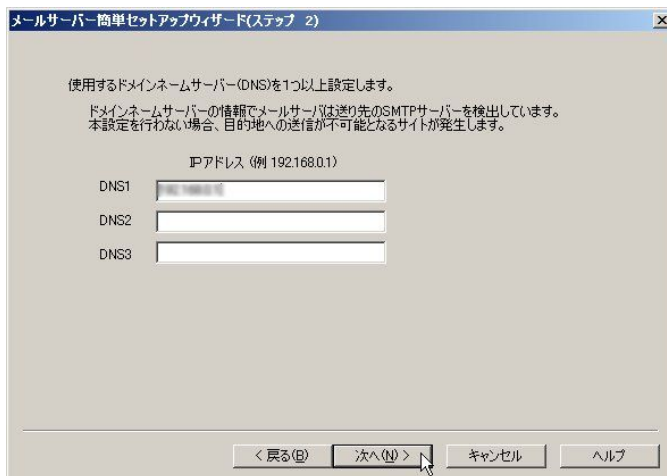 メールサーバー簡単セットアップウィザード(ステップ 2)
使用するドメインネームサーバー(DNS)を1つ以上設定します。
ドメインネームサーバーの情報でメールサーバは送り先のSMTPサーバーを検出しています。
本設定を行わない場合、目的地への送信が不可能となるサイトが発生します。
IPアドレス (例 192.168.0.1)
DNS1
DNS2
DNS3
< 戻る(B) 次へ(N) > キャンセル ヘルプ